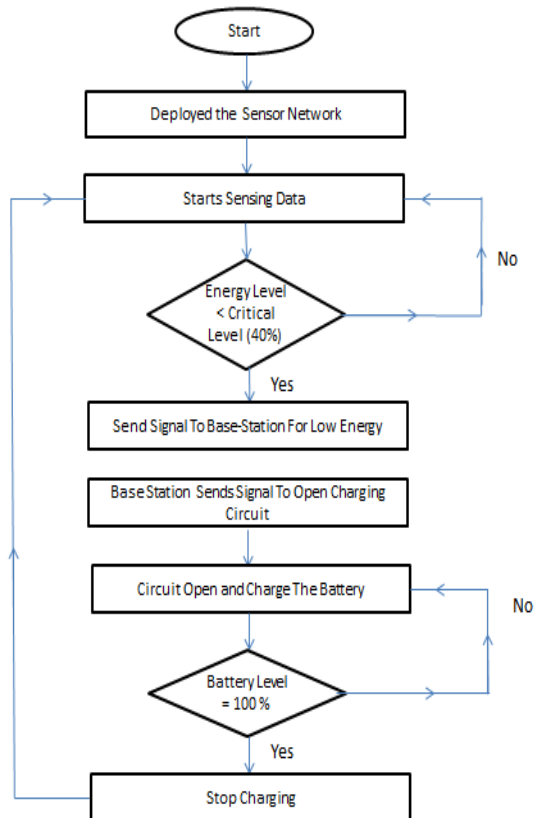 Start
Deployed the Sensor Network
Starts Sensing Data
No
Energy Level
< Critical
Level (40%)
Yes
Send Signal To Base-Station For Low Energy
Base Station Sends Signal To Open Charging
Circuit
Circuit Open and Charge The Battery
No
Battery Level
= 100 %
Yes
Stop Charging